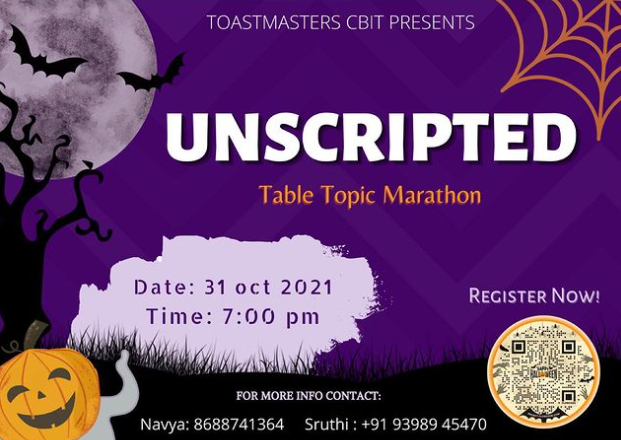 TOASTMASTERS CBIT PRESENTS
UNSCRIPTED
Table Topic Marathon
Date: 31 oct 2021
Time: 7:00 pm
Register Now!
HALLOWEEN
FOR MORE INFO CONTACT:
Navya: 8688741364 Sruthi : +91 93989 45470